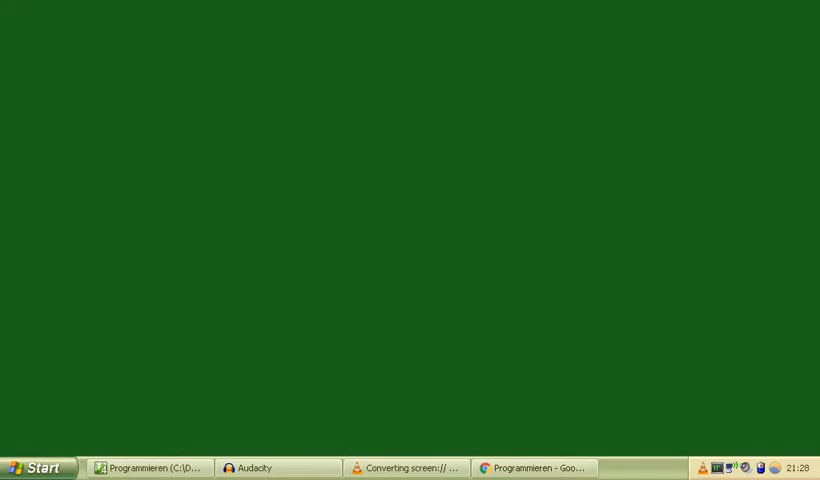 Start
Programmieren (C:\D...
Audacity
Converting screen:// ...
Programmieren - Goo...
21:28